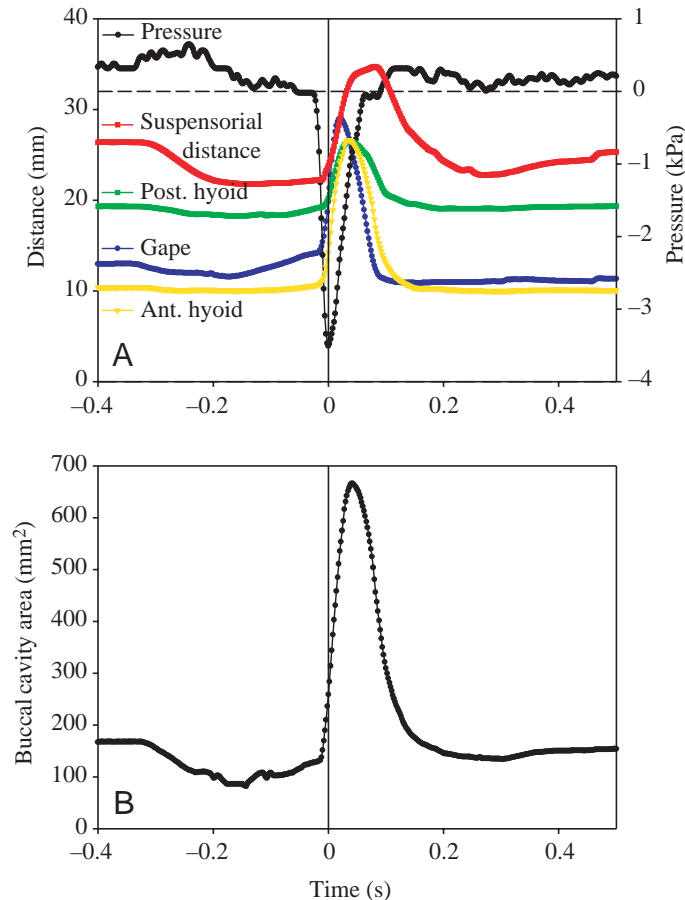 40
30
20
10
0
Distance (mm)
1
0
–1
–2
–3
–4
Pressure (kPa)
Pressure
Suspensorial
distance
Post. hyoid
Gape
Ant. hyoid
A
–0.4
–0.2
0
0.2
0.4
700
600
500
400
300
200
100
0
Buccal cavity area (mm²)
B
–0.4
–0.2
0
0.2
0.4
Time (s)